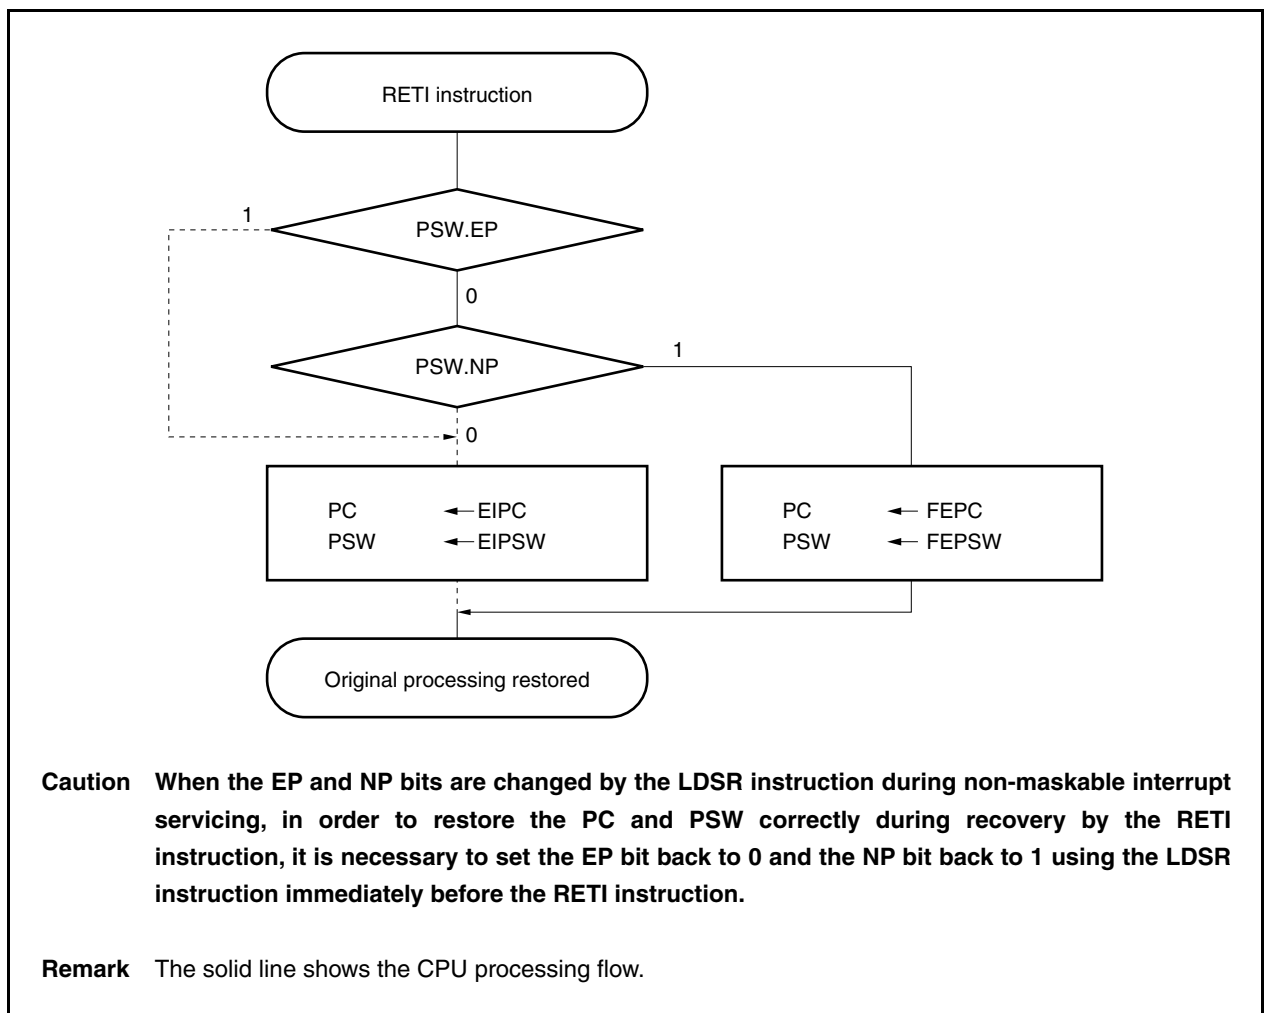 RETI instruction
1
PSW.EP
0
PSW.NP
1
0
PC ← EIPC
PSW ← EIPSW
PC ← FEPC
PSW ← FEPSW
Original processing restored
Caution When the EP and NP bits are changed by the LDSR instruction during non-maskable interrupt
servicing, in order to restore the PC and PSW correctly during recovery by the RETI
instruction, it is necessary to set the EP bit back to 0 and the NP bit back to 1 using the LDSR
instruction immediately before the RETI instruction.
Remark The solid line shows the CPU processing flow.